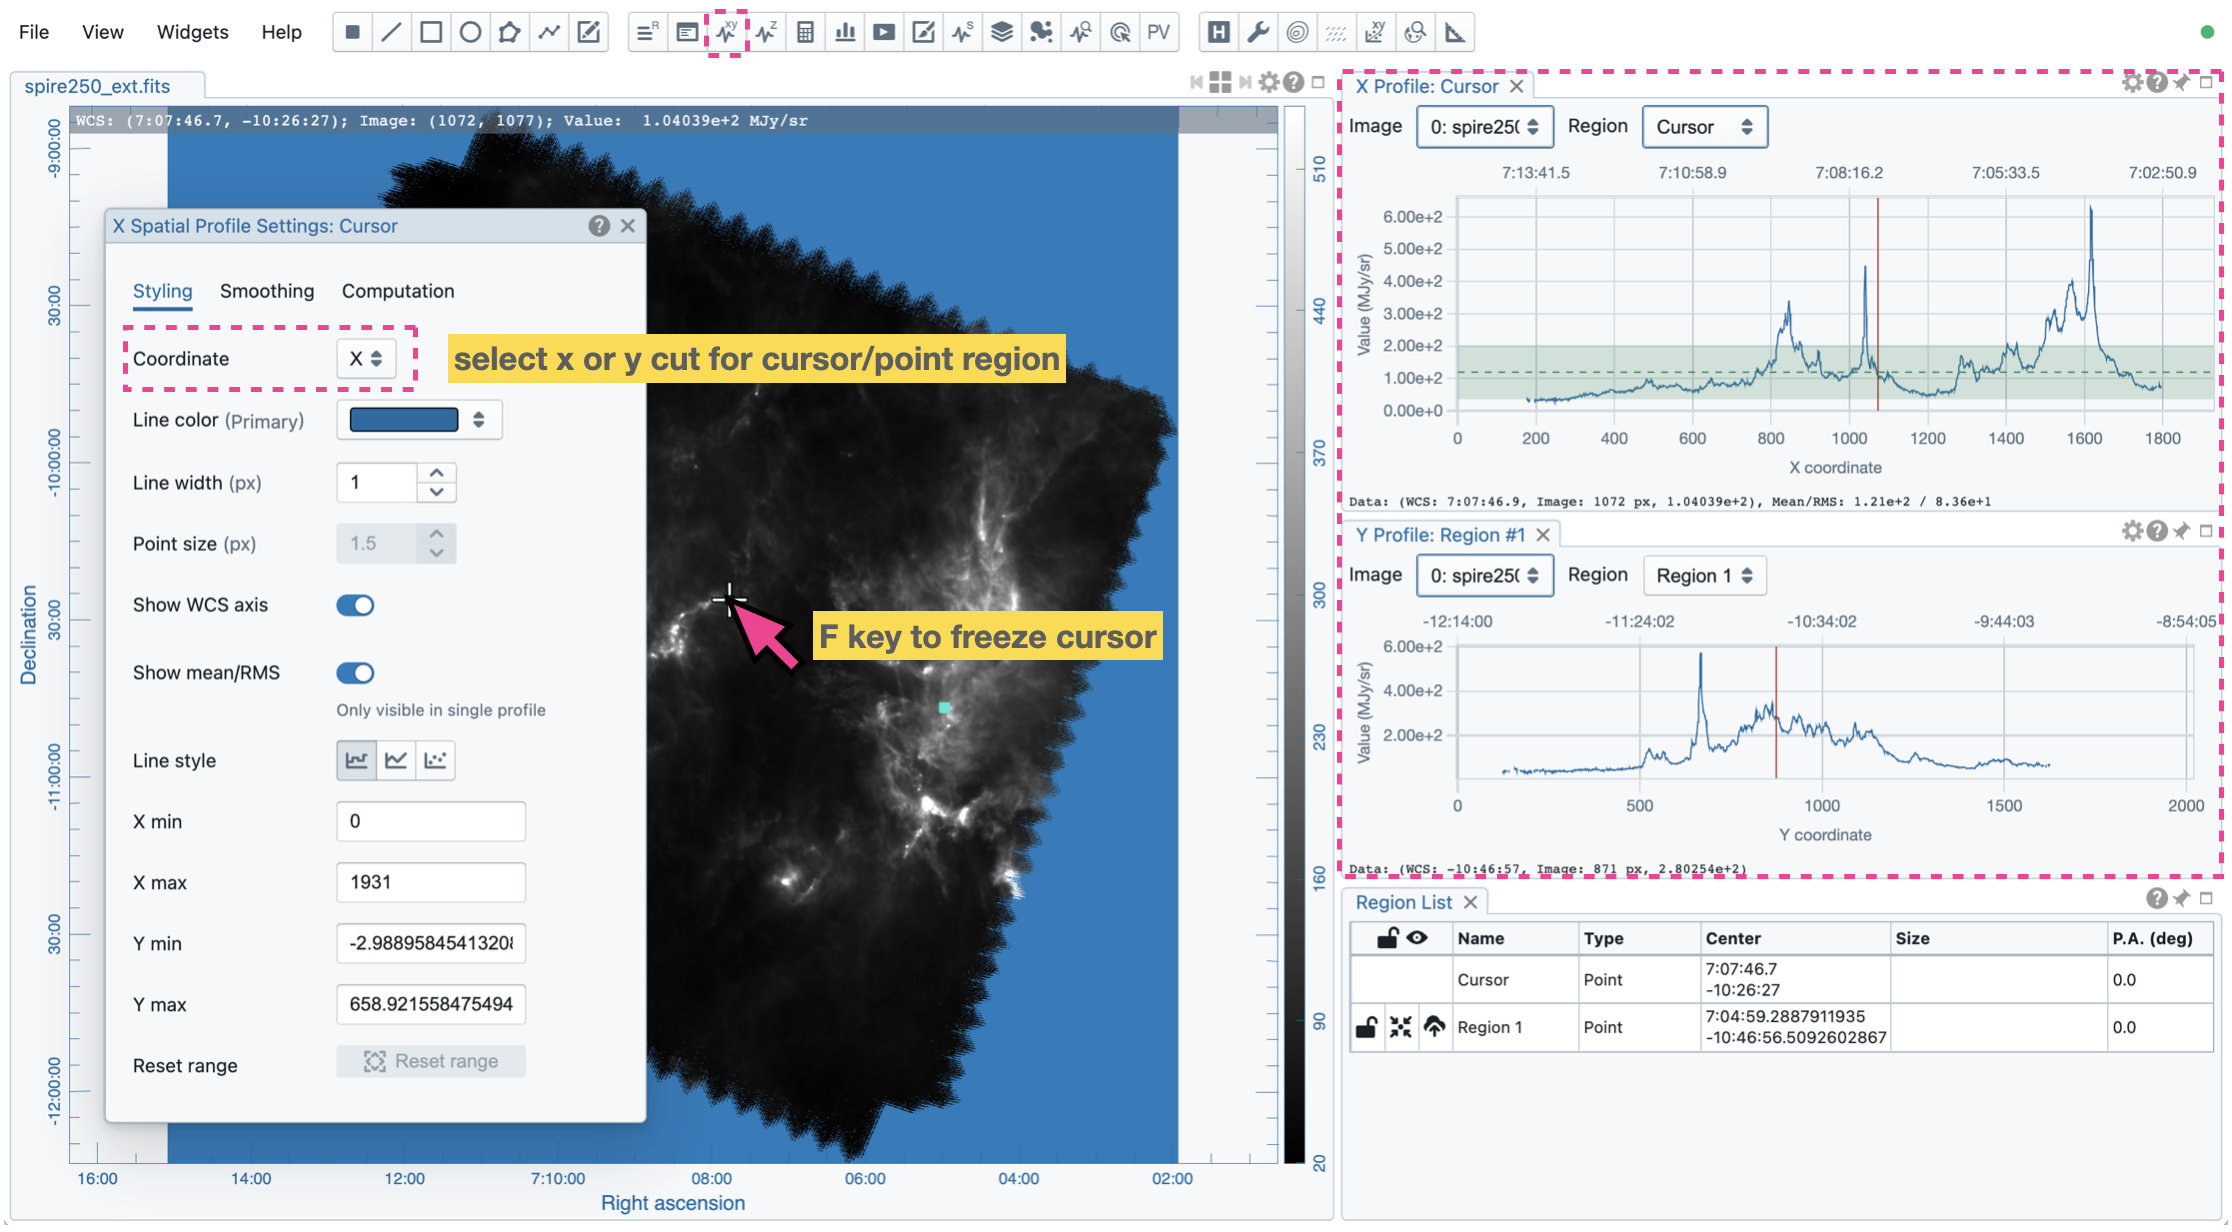 File View Widgets Help
R xy Z S PV H xy
spire250_ext.fits
WCS: (7:07:46.7, -10:26:27); Image: (1072, 1077); Value: 1.04039e+2 MJy/sr
-9:00:00
30:00
-10:00:00
30:00
-11:00:00
30:00
-12:00:00
Declination
16:00 14:00 12:00 7:10:00 08:00 06:00 04:00 02:00
Right ascension
510
440
370
300
230
160
90
20
X Spatial Profile Settings: Cursor
Styling Smoothing Computation
Coordinate X
select x or y cut for cursor/point region
Line color (Primary)
Line width (px) 1
Point size (px) 1.5
Show WCS axis
Show mean/RMS
Only visible in single profile
Line style
X min 0
X max 1931
Y min -2.98895845413208
Y max 658.921558475494
Reset range Reset range
F key to freeze cursor
X Profile: Cursor
Image 0: spire250 Region Cursor
7:13:41.5 7:10:58.9 7:08:16.2 7:05:33.5 7:02:50.9
6.00e+2
5.00e+2
4.00e+2
3.00e+2
2.00e+2
1.00e+2
0.00e+0
Value (MJy/sr)
0 200 400 600 800 1000 1200 1400 1600 1800
X coordinate
Data: (WCS: 7:07:46.9, Image: 1072 px, 1.04039e+2), Mean/RMS: 1.21e+2 / 8.36e+1
Y Profile: Region #1
Image 0: spire250 Region Region 1
-12:14:00 -11:24:02 -10:34:02 -9:44:03 -8:54:05
6.00e+2
4.00e+2
2.00e+2
Value (MJy/sr)
0 500 1000 1500 2000
Y coordinate
Data: (WCS: -10:46:57, Image: 871 px, 2.80254e+2)
Region List
Name Type Center Size P.A. (deg)
Cursor Point 7:07:46.7 0.0
-10:26:27
Region 1 Point 7:04:59.2887911935 0.0
-10:46:56.5092602867